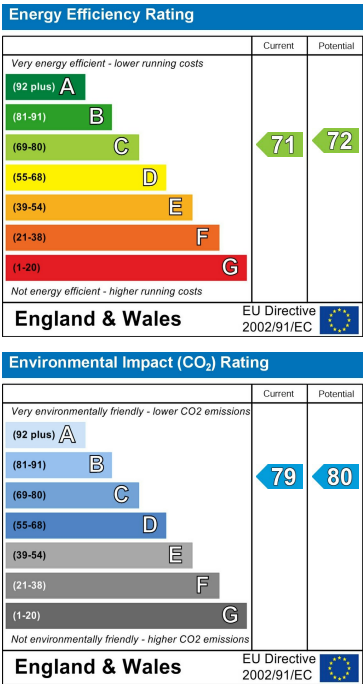 Energy Efficiency Rating
Current Potential
Very energy efficient - lower running costs
(92 plus) A
(81-91) B
(69-80) C
71 72
(55-68) D
(39-54) E
(21-38) F
(1-20) G
Not energy efficient - higher running costs
England & Wales
EU Directive
2002/91/EC
Environmental Impact (CO₂) Rating
Current Potential
Very environmentally friendly - lower CO2 emissions
(92 plus) A
(81-91) B
79 80
(69-80) C
(55-68) D
(39-54) E
(21-38) F
(1-20) G
Not environmentally friendly - higher CO2 emissions
England & Wales
EU Directive
2002/91/EC